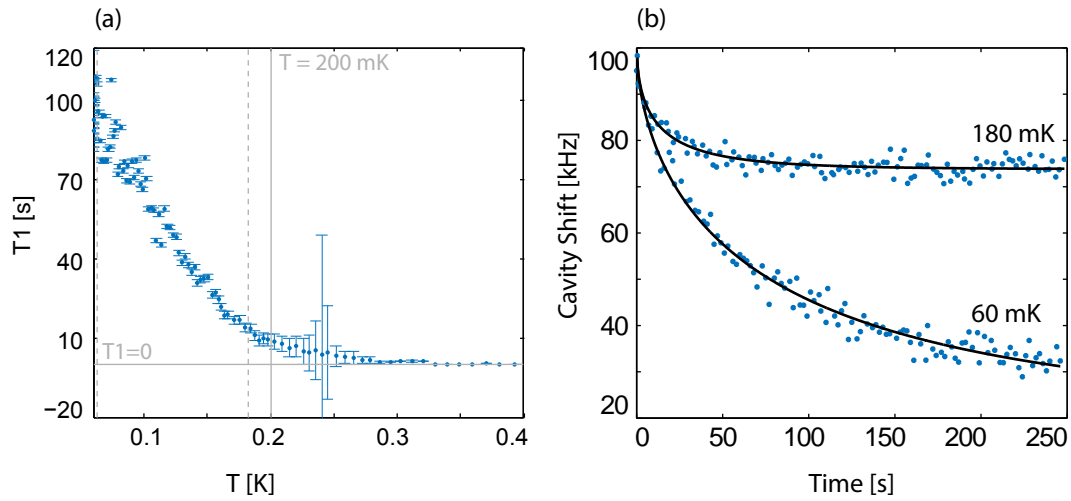 (a)
120
100
70
40
10
−20
T1 [s]
T = 200 mK
T1=0
0.1
0.2
0.3
0.4
T [K]
(b)
100
80
60
40
20
Cavity Shift [kHz]
180 mK
60 mK
0
50
100
150
200
250
Time [s]